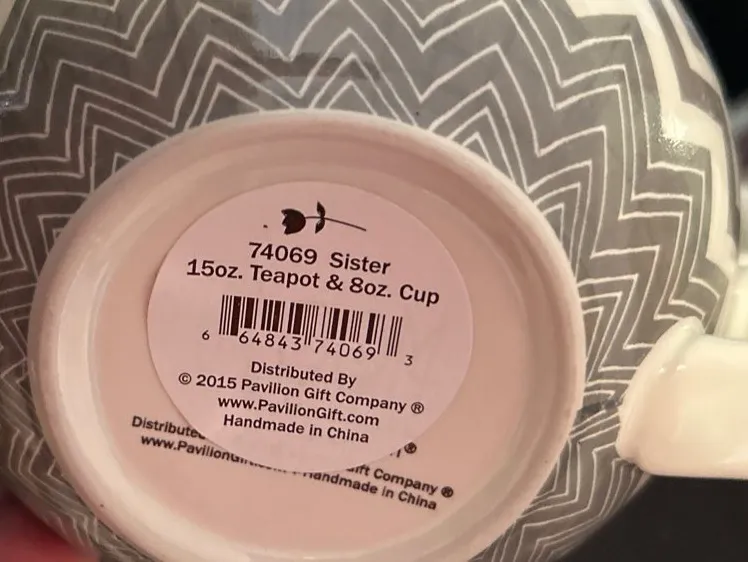 74069 Sister
15oz. Teapot & 8oz. Cup
6 64843 74069 3
Distributed By
© 2015 Pavilion Gift Company ®
www.PavilionGift.com
Handmade in China
Gift Company ®
Handmade in China